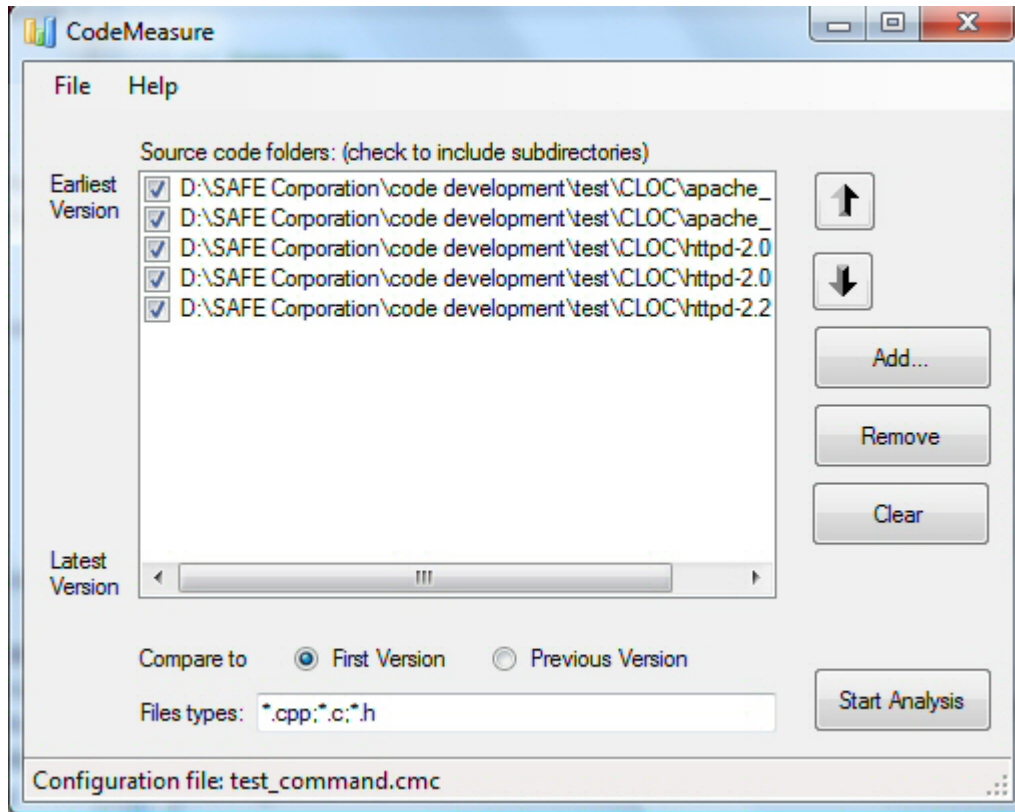 CodeMeasure
File Help
Source code folders: (check to include subdirectories)
Earliest
Version
D:\SAFE Corporation\code development\test\CLOC\apache_
D:\SAFE Corporation\code development\test\CLOC\apache_
D:\SAFE Corporation\code development\test\CLOC\httpd-2.0
D:\SAFE Corporation\code development\test\CLOC\httpd-2.0
D:\SAFE Corporation\code development\test\CLOC\httpd-2.2
Add...
Remove
Clear
Latest
Version
Compare to First Version Previous Version
Files types: *.cpp;*.c;*.h
Start Analysis
Configuration file: test_command.cmc